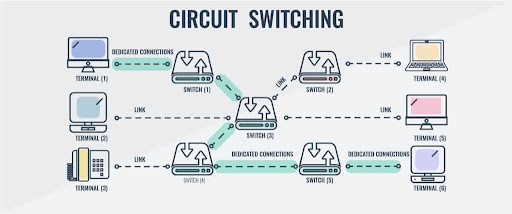 CIRCUIT SWITCHING
DEDICATED CONNECTIONS
LINK
LINK
TERMINAL (1)
SWITCH (1)
SWITCH (2)
TERMINAL (4)
LINK
LINK
TERMINAL (2)
SWITCH (3)
TERMINAL (5)
LINK
DEDICATED CONNECTIONS
DEDICATED CONNECTIONS
TERMINAL (3)
SWITCH (4)
SWITCH (5)
TERMINAL (6)